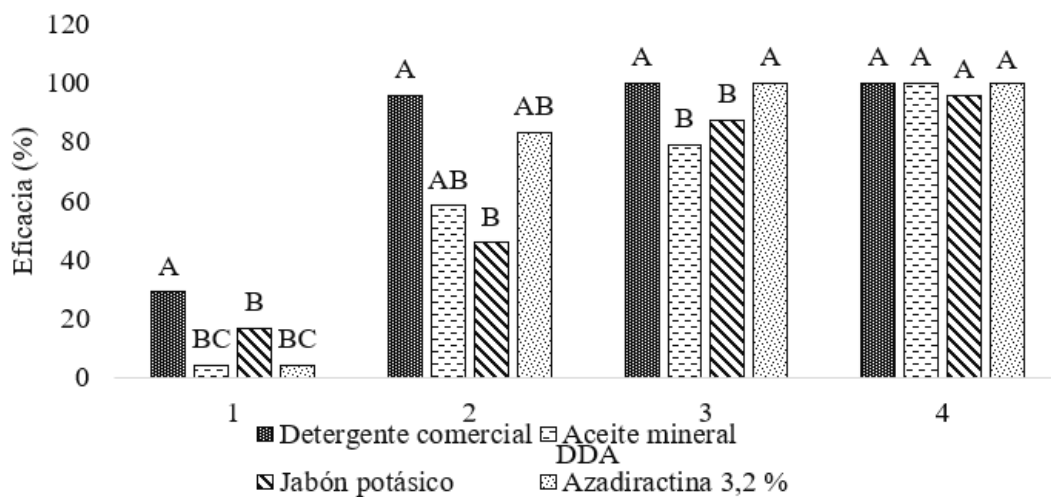 120
100
80
60
40
20
0
Eficacia (%)
A
BC
B
BC
A
AB
B
AB
A
B
B
A
A
A
A
A
1
2
3
4
DDA
Detergente comercial
Aceite mineral
Jabón potásico
Azadiractina 3,2 %